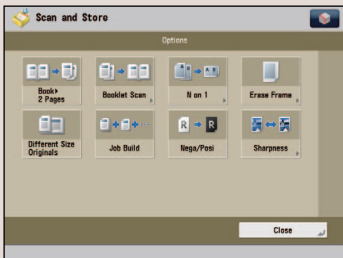 Scan and Store
Options
Book▶
2 Pages
Booklet Scan
N on 1
Erase Frame
Different Size
Originals
Job Build
Nega/Posi
Sharpness
Close